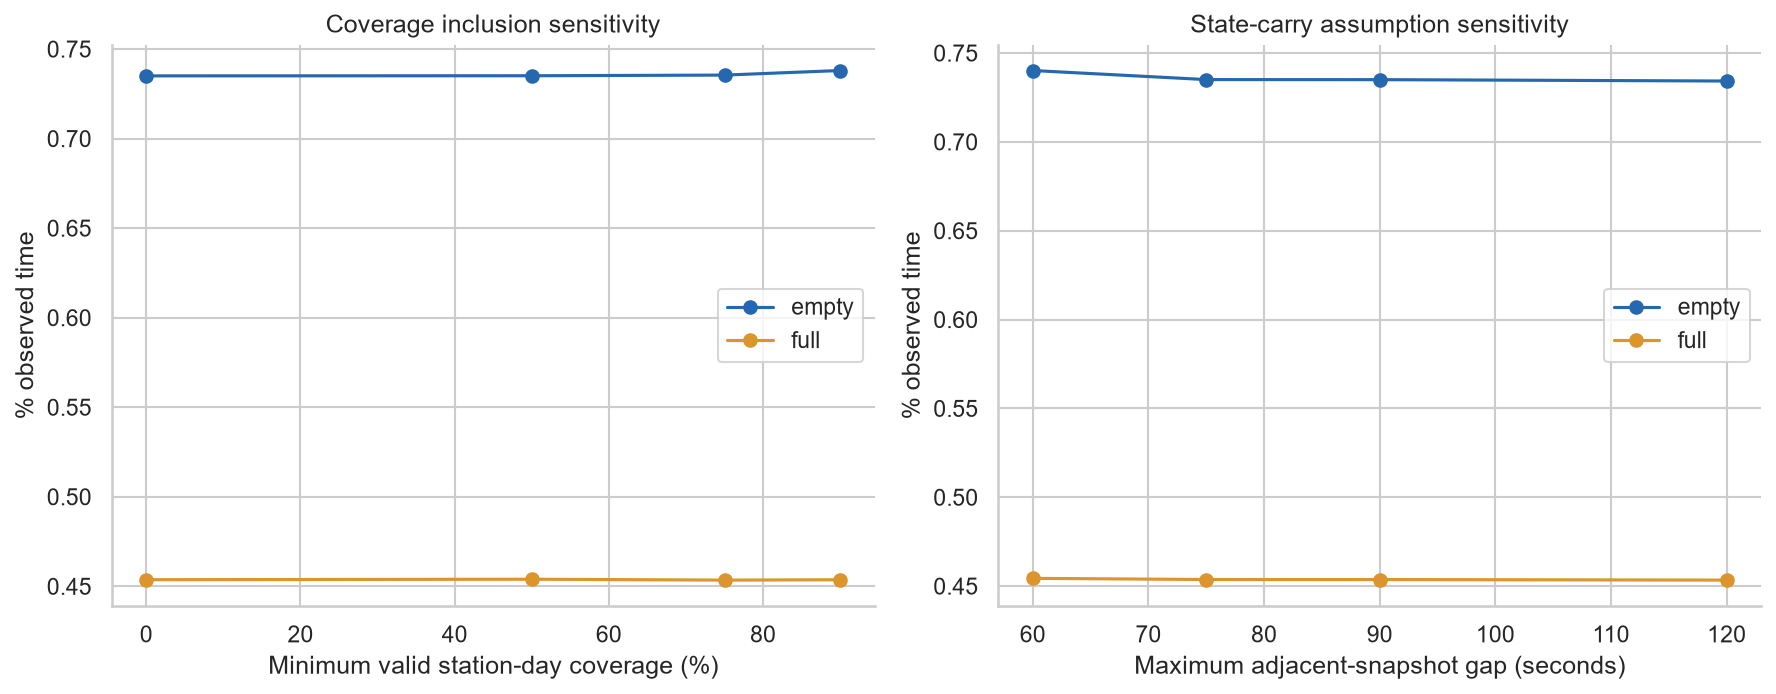 Coverage inclusion sensitivity
0.75
0.70
0.65
0.60
0.55
0.50
0.45
% observed time
empty
full
0 20 40 60 80
Minimum valid station-day coverage (%)
State-carry assumption sensitivity
0.75
0.70
0.65
0.60
0.55
0.50
0.45
% observed time
empty
full
60 70 80 90 100 110 120
Maximum adjacent-snapshot gap (seconds)